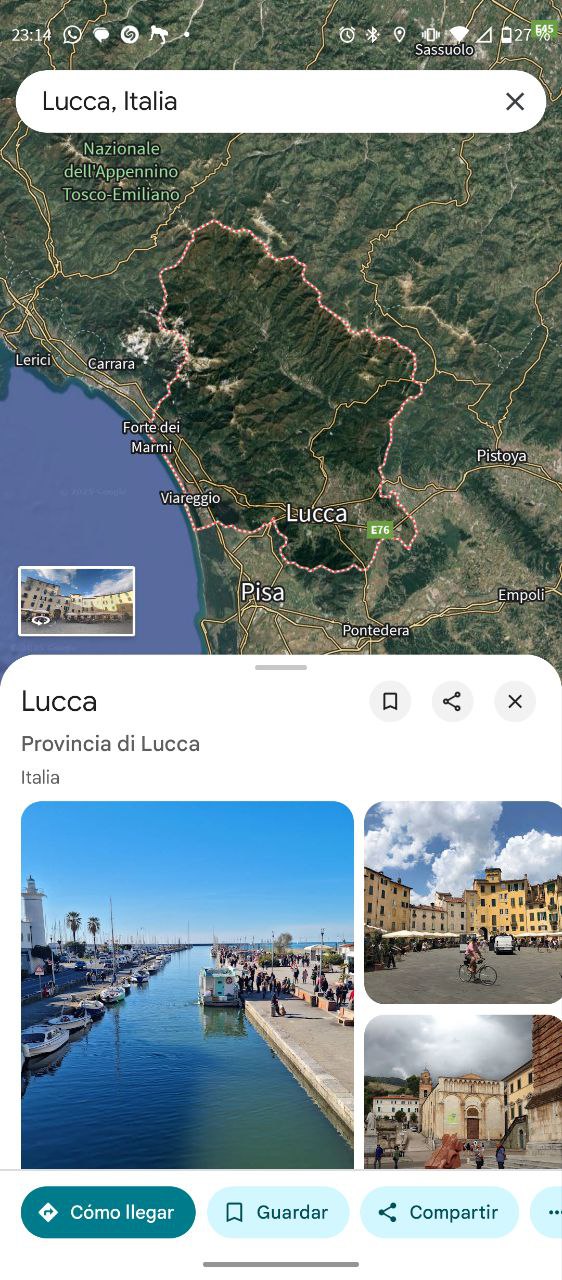 23:14
27 %
E45
Sassuolo
Lucca, Italia
Nazionale
dell'Appennino
Tosco-Emiliano
Lerici
Carrara
Forte dei
Marmi
Pistoya
Viareggio
Lucca
E76
Pisa
Empoli
Pontedera
Lucca
Provincia di Lucca
Italia
Cómo llegar
Guardar
Compartir